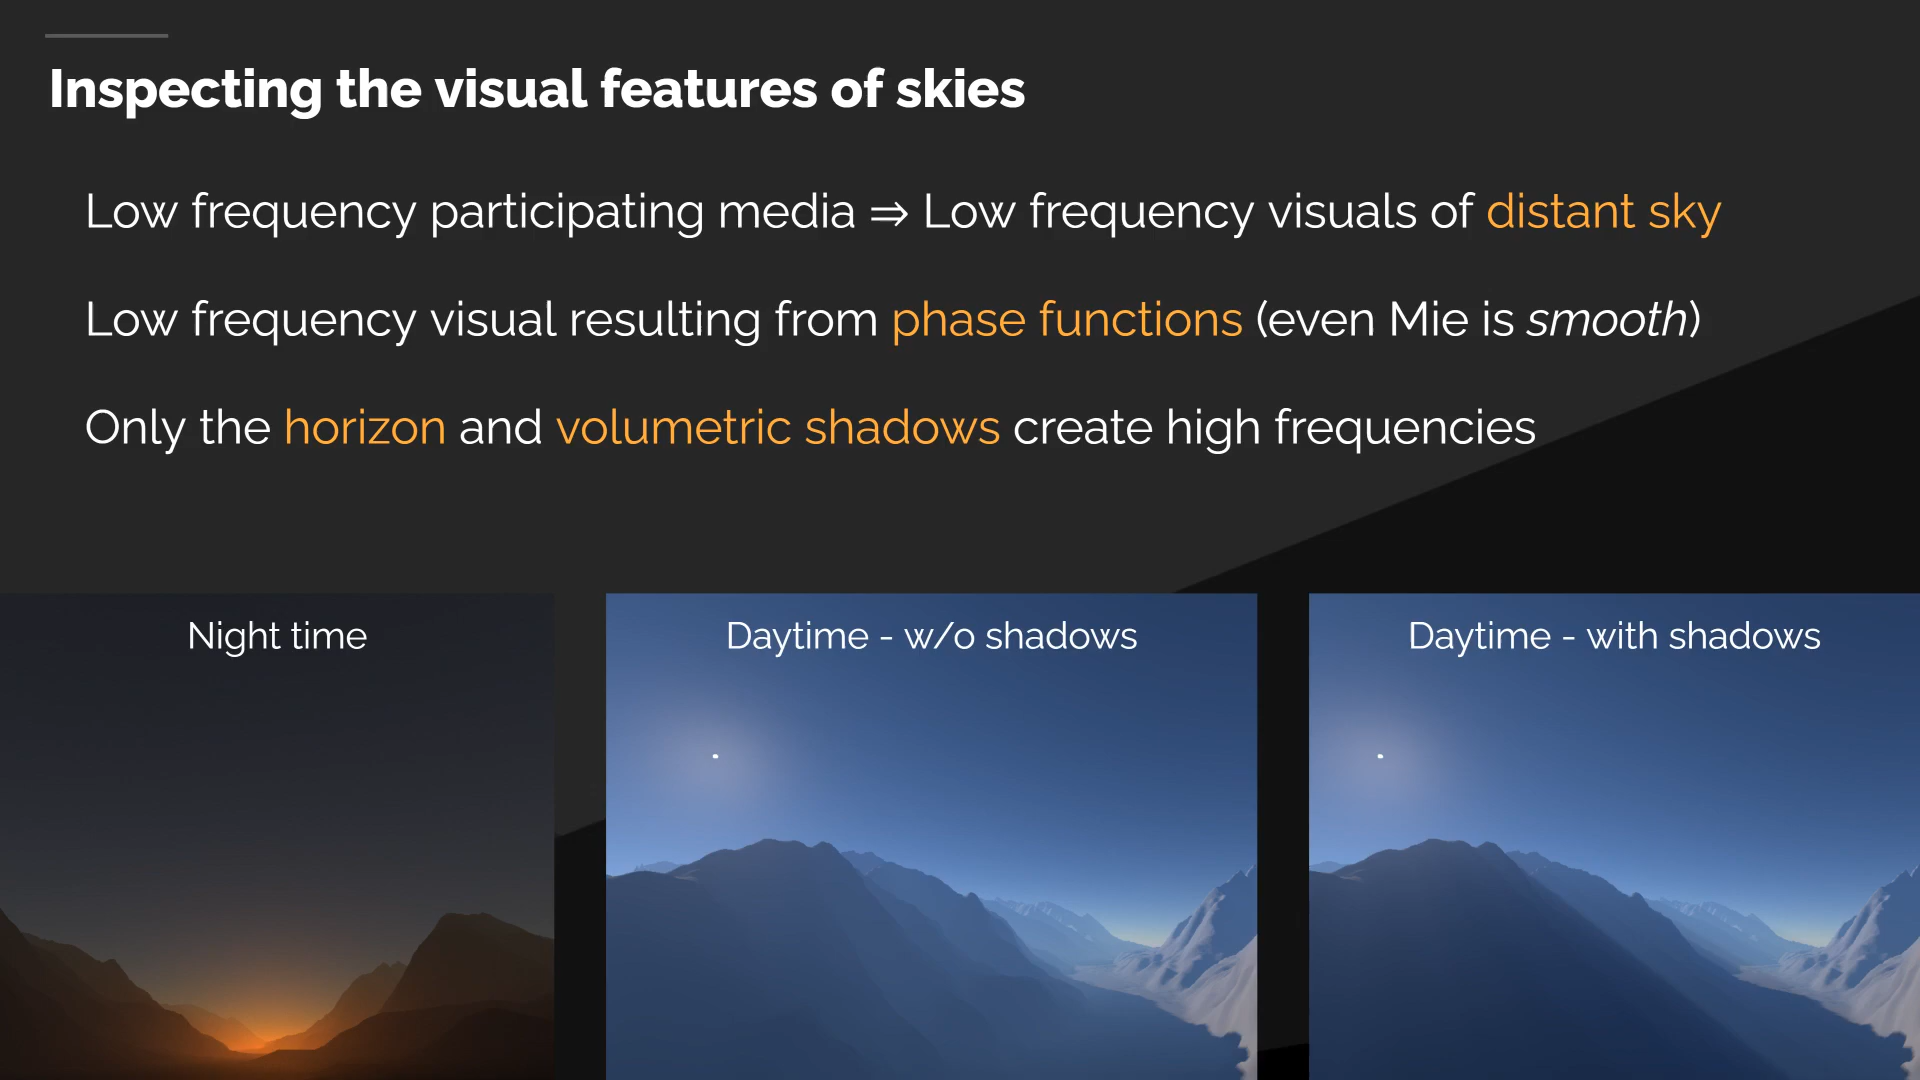 Inspecting the visual features of skies
Low frequency participating media ⇒ Low frequency visuals of distant sky
Low frequency visual resulting from phase functions (even Mie is smooth)
Only the horizon and volumetric shadows create high frequencies
Night time
Daytime - w/o shadows
Daytime - with shadows